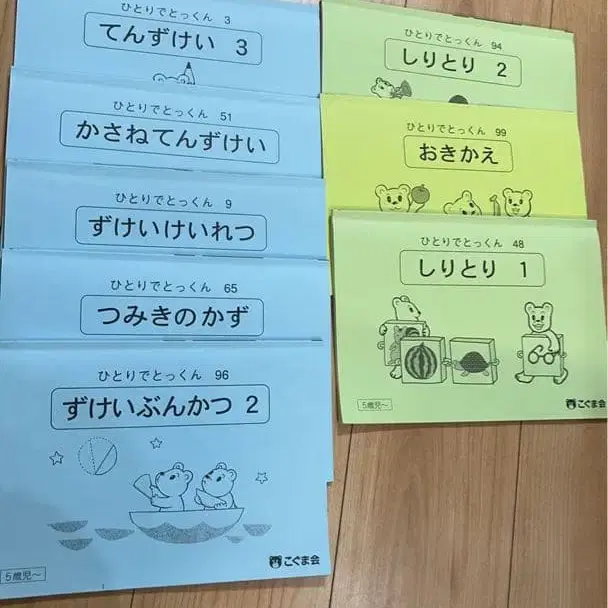 ひとりでとっくん 3
てんずけい 3
ひとりでとっくん 51
かさねてんずけい
ひとりでとっくん 9
ずけいけいれつ
ひとりでとっくん 65
つみきのかず
ひとりでとっくん 96
ずけいぶんかつ 2
5歳児~
こぐま会
ひとりでとっくん 94
しりとり 2
ひとりでとっくん 99
おきかえ
ひとりでとっくん 48
しりとり 1
5歳児~
こぐま会